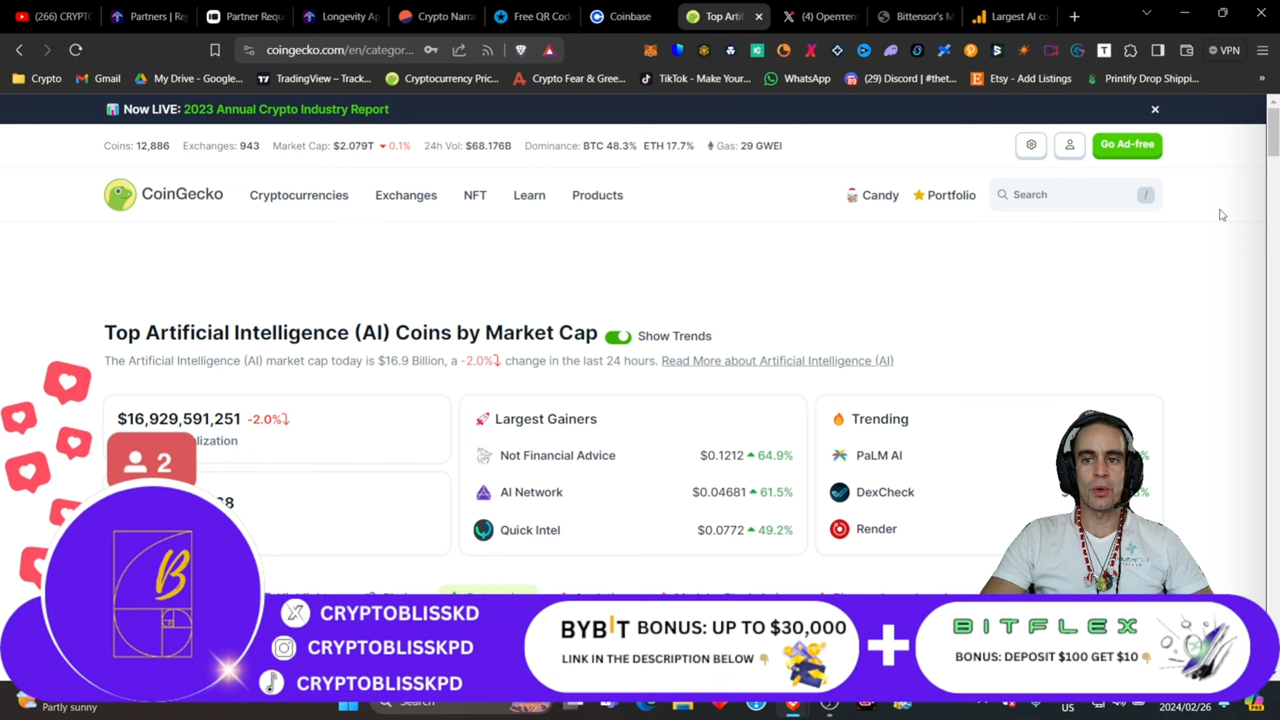 (266) CRYPT
Partners | Re
Partner Requ
Longevity Ap
Crypto Narra
Free QR Cod
Coinbase
Top Arti
(4) Openтen
Bittensor's M
Largest AI co
coingecko.com/en/categor...
VPN
Crypto
Gmail
My Drive - Google...
TradingView – Track...
Cryptocurrency Pric...
Crypto Fear & Gree...
TikTok - Make Your...
WhatsApp
(29) Discord | #thet...
Etsy - Add Listings
Printify Drop Shippi...
Now LIVE: 2023 Annual Crypto Industry Report
Coins: 12,886 Exchanges: 943 Market Cap: $2.079T 0.1% 24h Vol: $68.176B Dominance: BTC 48.3% ETH 17.7% Gas: 29 GWEI
Go Ad-free
CoinGecko Cryptocurrencies Exchanges NFT Learn Products Candy Portfolio Search /
Top Artificial Intelligence (AI) Coins by Market Cap Show Trends
The Artificial Intelligence (AI) market cap today is $16.9 Billion, a -2.0% change in the last 24 hours. Read More about Artificial Intelligence (AI)
$16,929,591,251 -2.0%
lization
Largest Gainers
Not Financial Advice $0.1212 64.9%
AI Network $0.04681 61.5%
Quick Intel $0.0772 49.2%
Trending
PaLM AI
DexCheck
Render
2
B
CRYPTOBLISSKD
CRYPTOBLISSKPD
CRYPTOBLISSKPD
BYBIT BONUS: UP TO $30,000
LINK IN THE DESCRIPTION BELOW
BITFLEX
BONUS: DEPOSIT $100 GET $10
Partly sunny
Search
US
2024/02/26